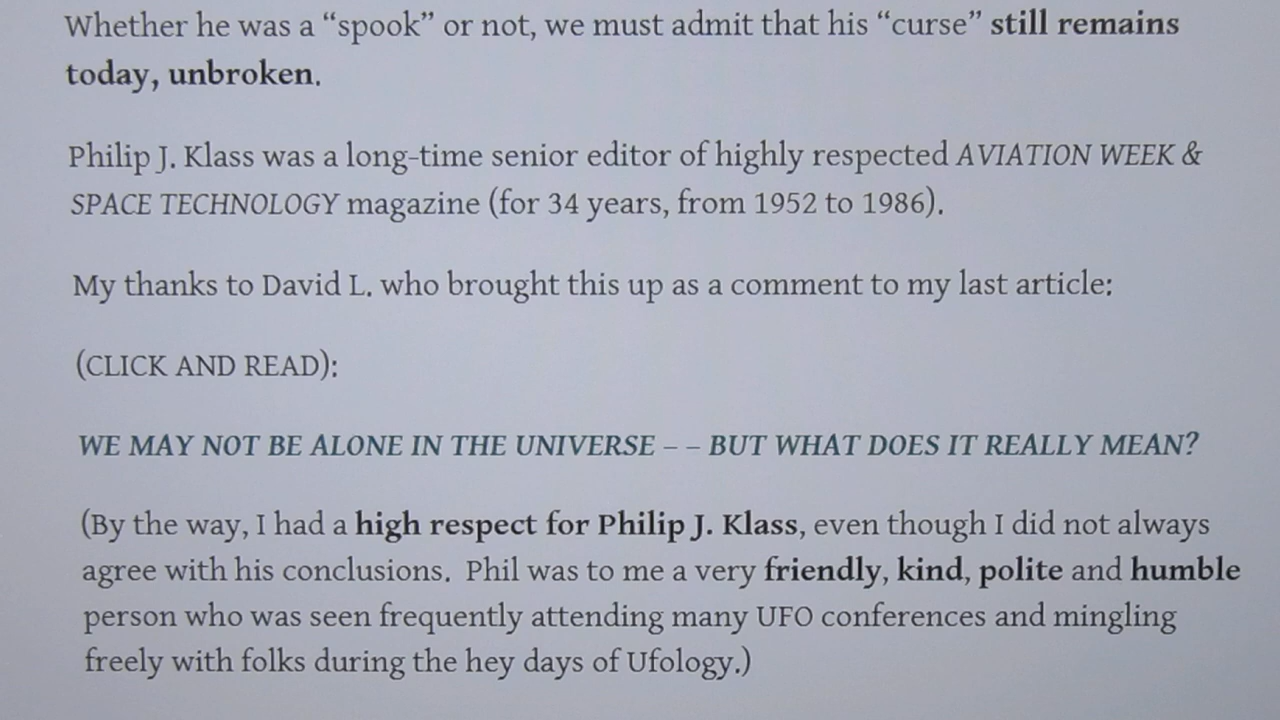 Whether he was a “spook” or not, we must admit that his “curse” still remains
today, unbroken.
Philip J. Klass was a long-time senior editor of highly respected AVIATION WEEK &
SPACE TECHNOLOGY magazine (for 34 years, from 1952 to 1986).
My thanks to David L. who brought this up as a comment to my last article:
(CLICK AND READ):
WE MAY NOT BE ALONE IN THE UNIVERSE – – BUT WHAT DOES IT REALLY MEAN?
(By the way, I had a high respect for Philip J. Klass, even though I did not always
agree with his conclusions.  Phil was to me a very friendly, kind, polite and humble
person who was seen frequently attending many UFO conferences and mingling
freely with folks during the hey days of Ufology.)